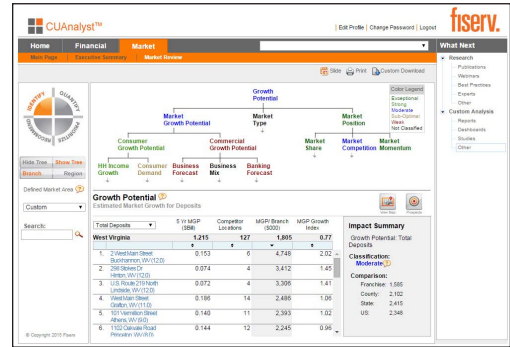 CUAnalyst™
Edit Profile | Change Password | Logout
fiserv.
Home Financial Market
What Next
Main Page | Executive Summary | Market Review
Research
Publications
Webinars
Best Practices
Experts
Other
Custom Analysis
Reports
Dashboards
Studies
Other
Slide Print Custom Download
IDENTIFY QUANTIFY PRIORITIZE RECOMMEND
Color Legend
Exceptional
Strong
Moderate
Sub-Optimal
Weak
Not Classified
Growth Potential
Market Growth Potential
Market Type
Market Position
Consumer Growth Potential
Commercial Growth Potential
Market Share
Market Competition
Market Momentum
HH Income Growth
Consumer Demand
Business Forecast
Business Mix
Banking Forecast
Hide Tree Show Tree
Branch Region
Defined Market Area
Custom
Search:
Growth Potential
Estimated Market Growth for Deposits
Total Deposits
5 Yr MGP ($Bil) Competitor Locations MGP/Branch ($000) MGP Growth Index
West Virginia 1.215 127 1,805 0.77
1. 2 West Main Street Buckhannon, WV (12.0) 0.153 6 4,748 2.02
2. 298 Stokes Dr Hinton, WV (12.0) 0.074 4 3,412 1.45
3. U.S. Route 219 North Lindside, WV (12.0) 0.072 4 3,306 1.41
4. West Main Street Grafton, WV (11.0) 0.186 14 2,486 1.06
5. 101 Vermillion Street Athens, WV (9.0) 0.140 11 2,393 1.02
6. 1102 Oakvale Road Princeton, WV 0.144 12 2,245 0.96
Impact Summary
Growth Potential: Total Deposits
Classification:
Moderate
Comparison:
Franchise: 1,585
County: 2,102
State: 2,415
US: 2,348
© Copyright 2015 Fiserv